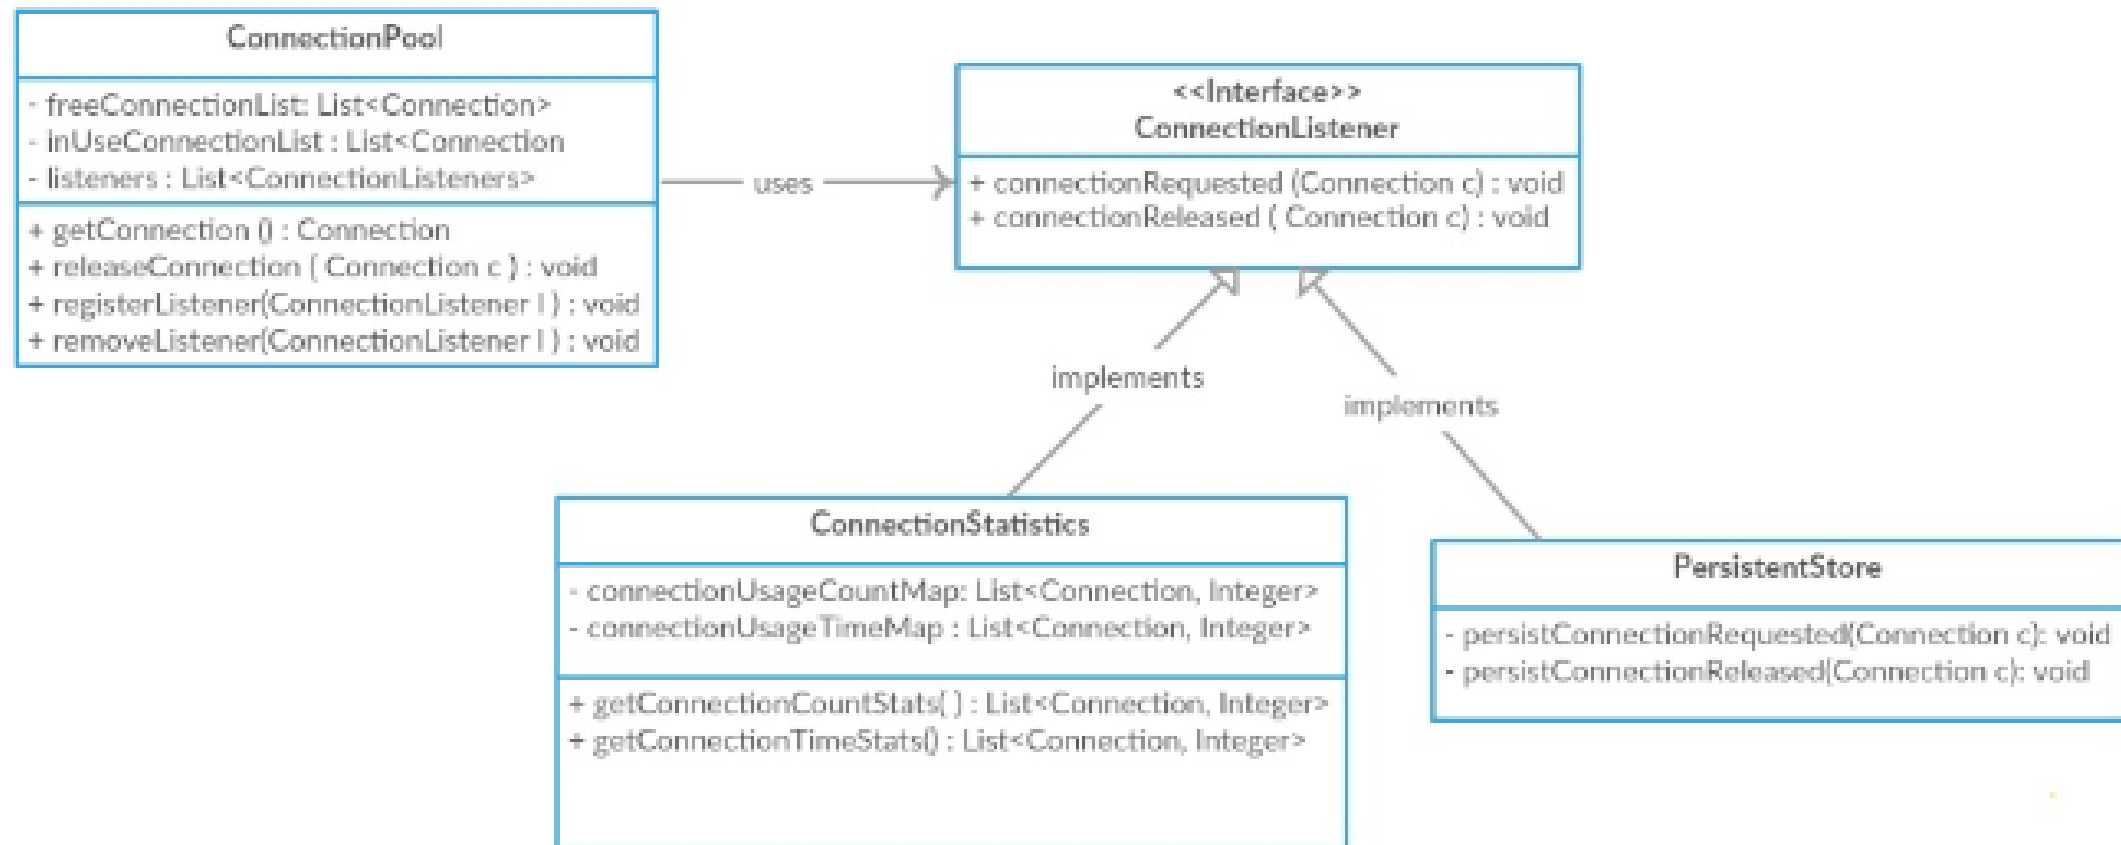 ConnectionPool
- freeConnectionList: List<Connection>
- inUseConnectionList : List<Connection
- listeners : List<ConnectionListeners>
+ getConnection () : Connection
+ releaseConnection ( Connection c ) : void
+ registerListener(ConnectionListener l ) : void
+ removeListener(ConnectionListener l ) : void
uses
<<Interface>>
ConnectionListener
+ connectionRequested (Connection c) : void
+ connectionReleased ( Connection c) : void
implements
implements
ConnectionStatistics
- connectionUsageCountMap: List<Connection, Integer>
- connectionUsageTimeMap : List<Connection, Integer>
+ getConnectionCountStats( ) : List<Connection, Integer>
+ getConnectionTimeStats() : List<Connection, Integer>
PersistentStore
- persistConnectionRequested(Connection c): void
- persistConnectionReleased(Connection c): void